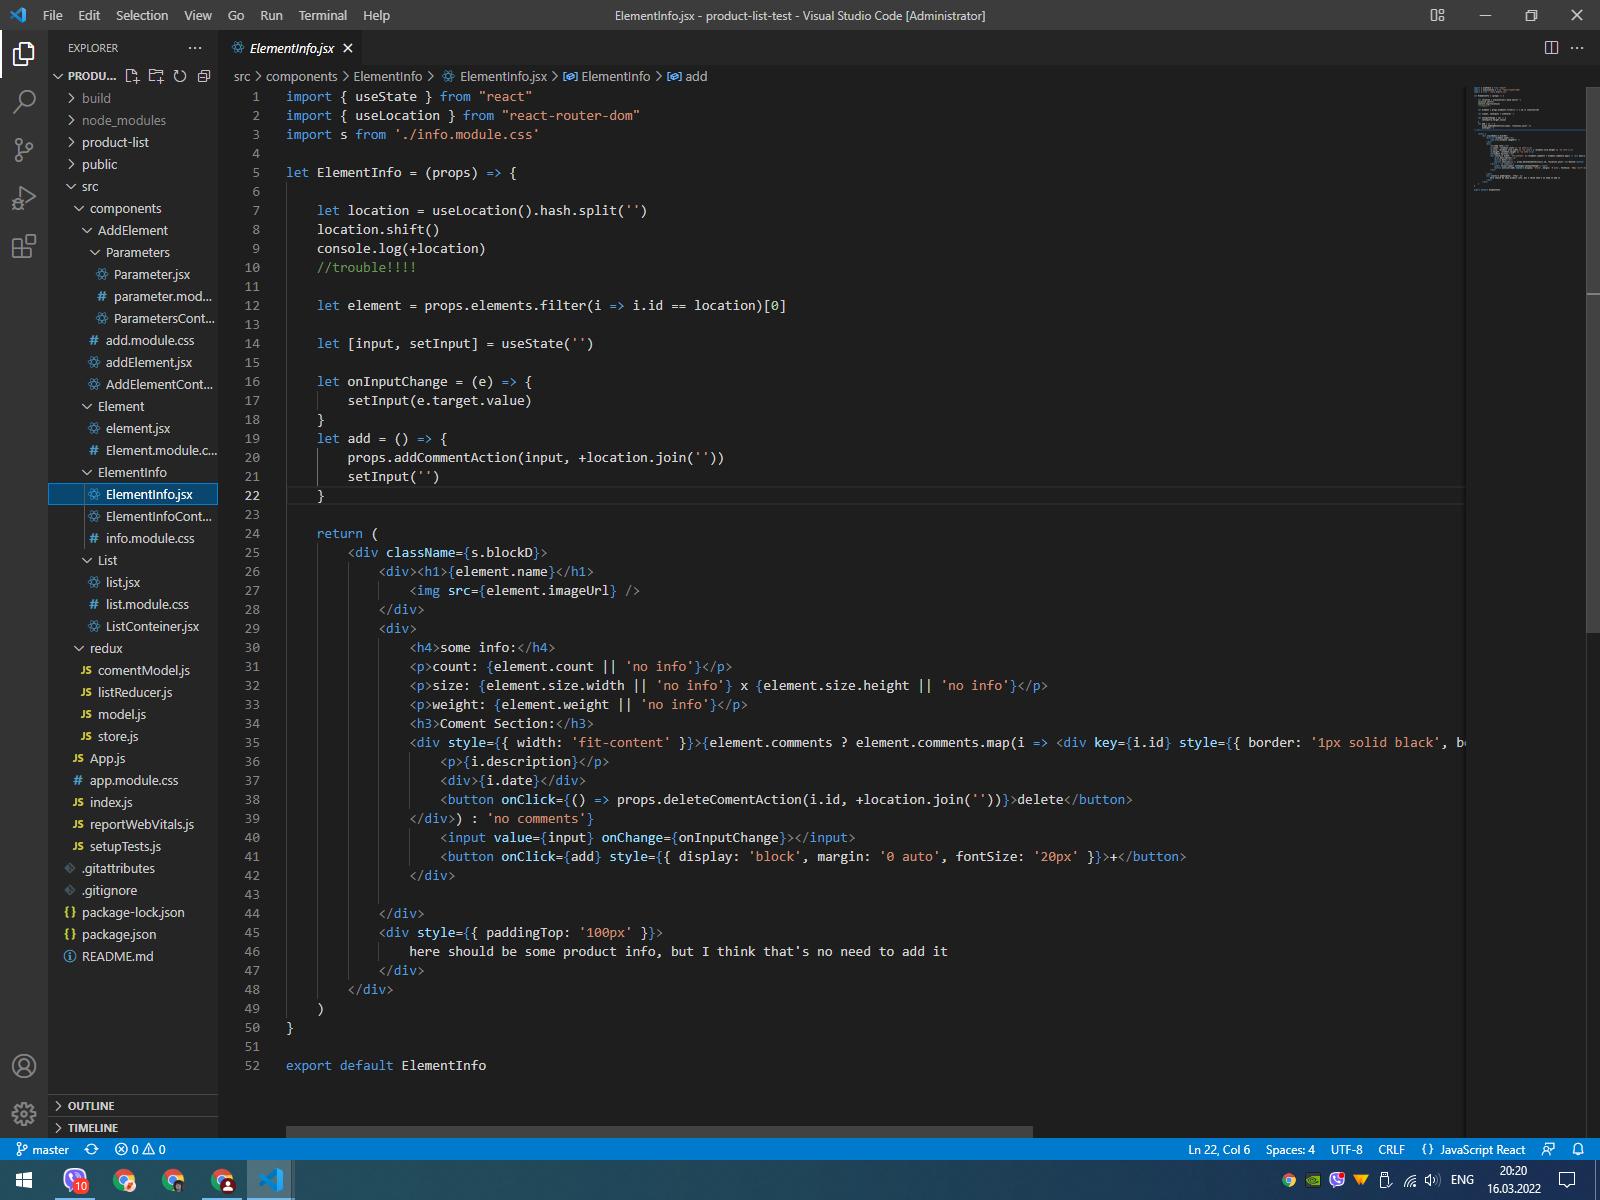 File Edit Selection View Go Run Terminal Help
ElementInfo.jsx - product-list-test - Visual Studio Code [Administrator]
EXPLORER
PRODU...
build
node_modules
product-list
public
src
components
AddElement
Parameters
Parameter.jsx
parameter.mod...
ParametersCont...
add.module.css
addElement.jsx
AddElementCont...
Element
element.jsx
Element.module.c...
ElementInfo
ElementInfo.jsx
ElementInfoCont...
info.module.css
List
list.jsx
list.module.css
ListConteiner.jsx
redux
comentModel.js
listReducer.js
model.js
store.js
App.js
app.module.css
index.js
reportWebVitals.js
setupTests.js
.gitattributes
.gitignore
package-lock.json
package.json
README.md
OUTLINE
TIMELINE
ElementInfo.jsx
src > components > ElementInfo > ElementInfo.jsx > ElementInfo > add
1 import { useState } from "react"
2 import { useLocation } from "react-router-dom"
3 import s from './info.module.css'
4
5 let ElementInfo = (props) => {
6
7 let location = useLocation().hash.split('')
8 location.shift()
9 console.log(+location)
10 //trouble!!!!
11
12 let element = props.elements.filter(i => i.id == location)[0]
13
14 let [input, setInput] = useState('')
15
16 let onInputChange = (e) => {
17 setInput(e.target.value)
18 }
19 let add = () => {
20 props.addCommentAction(input, +location.join(''))
21 setInput('')
22 }
23
24 return (
25 <div className={s.blockD}>
26 <div><h1>{element.name}</h1>
27 <img src={element.imageUrl} />
28 </div>
29 <div>
30 <h4>some info:</h4>
31 <p>count: {element.count || 'no info'}</p>
32 <p>size: {element.size.width || 'no info'} x {element.size.height || 'no info'}</p>
33 <p>weight: {element.weight || 'no info'}</p>
34 <h3>Coment Section:</h3>
35 <div style={{ width: 'fit-content' }}>{element.comments ? element.comments.map(i => <div key={i.id} style={{ border: '1px solid black', b
36 <p>{i.description}</p>
37 <div>{i.date}</div>
38 <button onClick={() => props.deleteComentAction(i.id, +location.join(''))}>delete</button>
39 </div>) : 'no comments'}
40 <input value={input} onChange={onInputChange}></input>
41 <button onClick={add} style={{ display: 'block', margin: '0 auto', fontSize: '20px' }}>+</button>
42 </div>
43
44 </div>
45 <div style={{ paddingTop: '100px' }}>
46 here should be some product info, but I think that's no need to add it
47 </div>
48 </div>
49 )
50 }
51
52 export default ElementInfo
master 0 0
Ln 22, Col 6 Spaces: 4 UTF-8 CRLF {} JavaScript React
10
ENG
20:20
16.03.2022